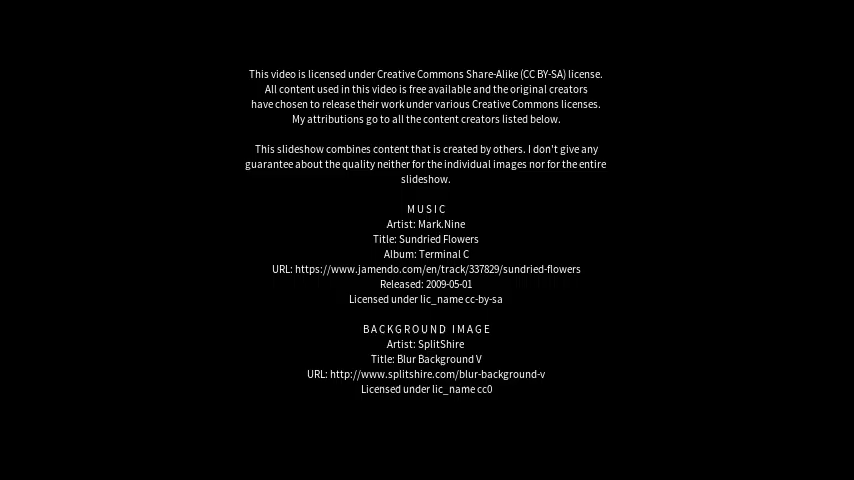 This video is licensed under Creative Commons Share-Alike (CC BY-SA) license.
All content used in this video is free available and the original creators
have chosen to release their work under various Creative Commons licenses.
My attributions go to all the content creators listed below.
This slideshow combines content that is created by others. I don't give any
guarantee about the quality neither for the individual images nor for the entire
slideshow.
MUSIC
Artist: Mark.Nine
Title: Sundried Flowers
Album: Terminal C
URL: https://www.jamendo.com/en/track/337829/sundried-flowers
Released: 2009-05-01
Licensed under lic_name cc-by-sa
BACKGROUND IMAGE
Artist: SplitShire
Title: Blur Background V
URL: http://www.splitshire.com/blur-background-v
Licensed under lic_name cc0